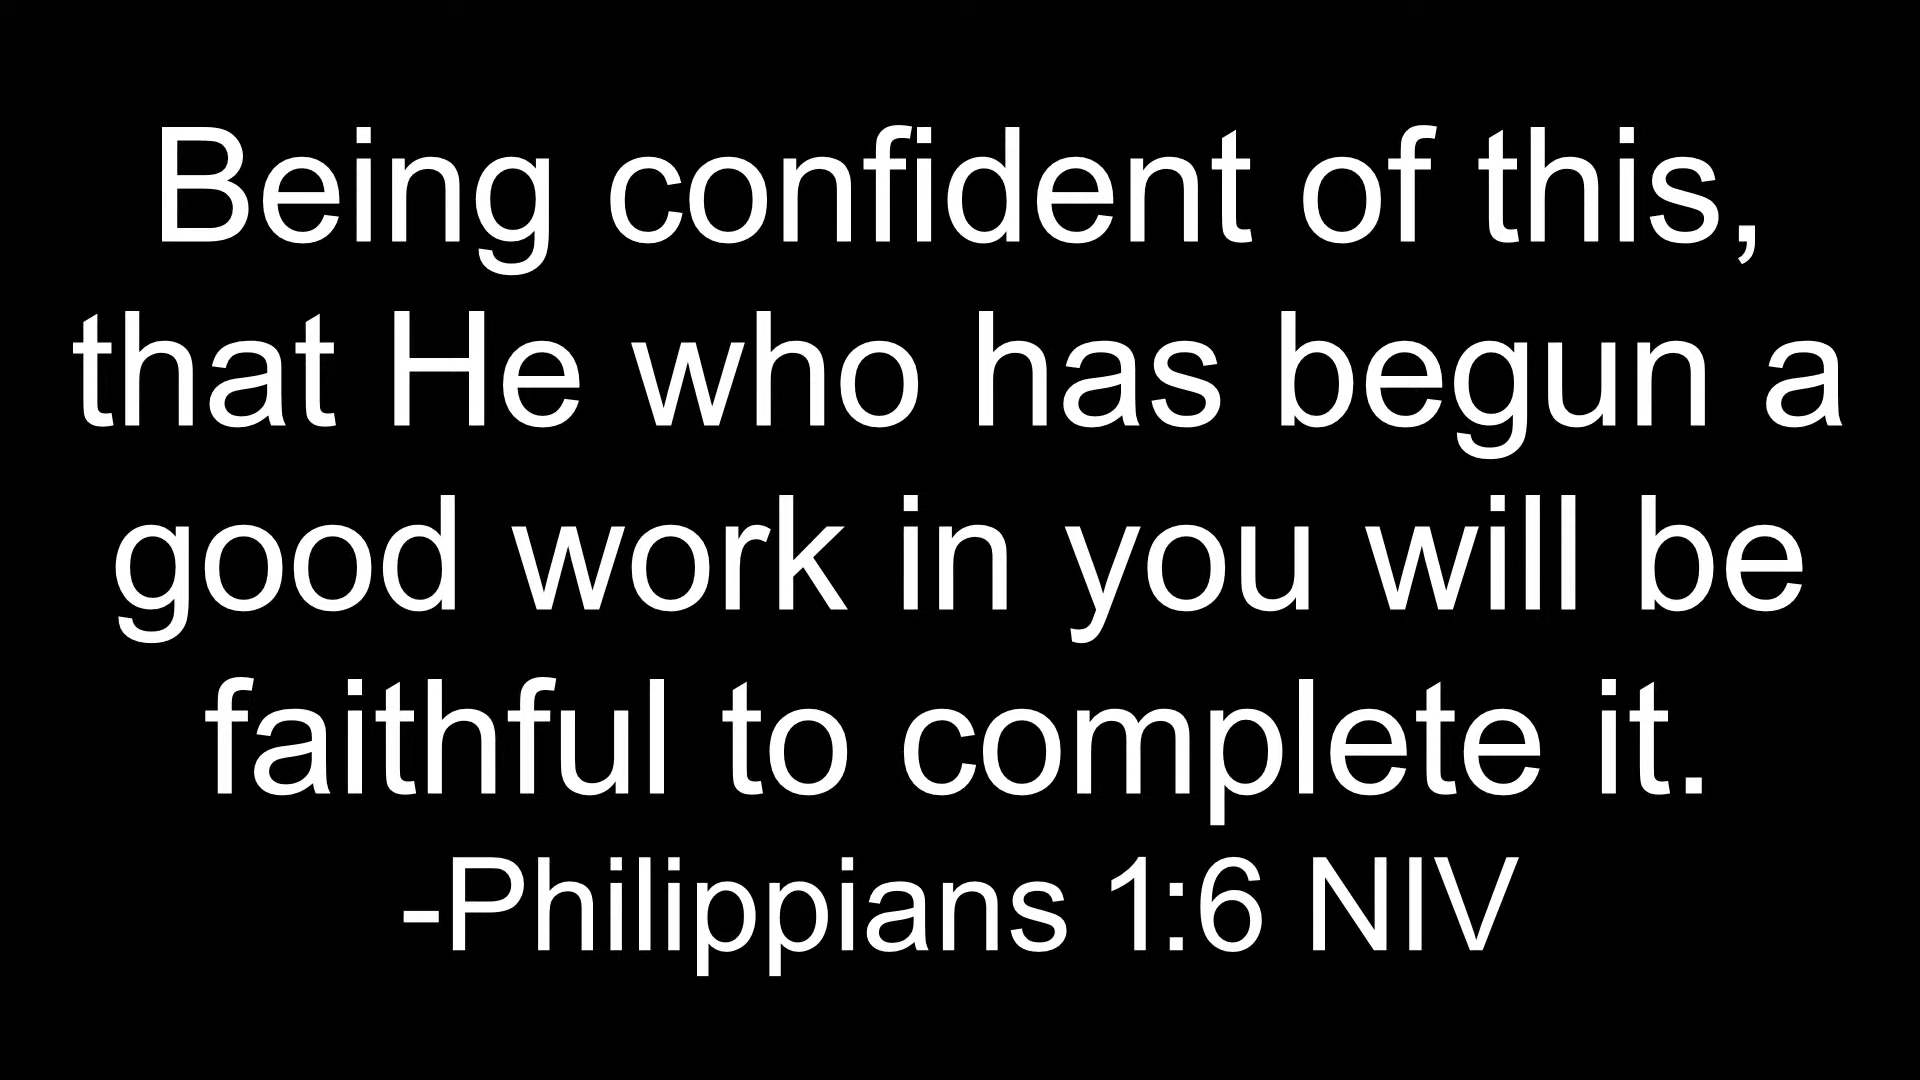 Being confident of this,
that He who has begun a
good work in you will be
faithful to complete it.
-Philippians 1:6 NIV